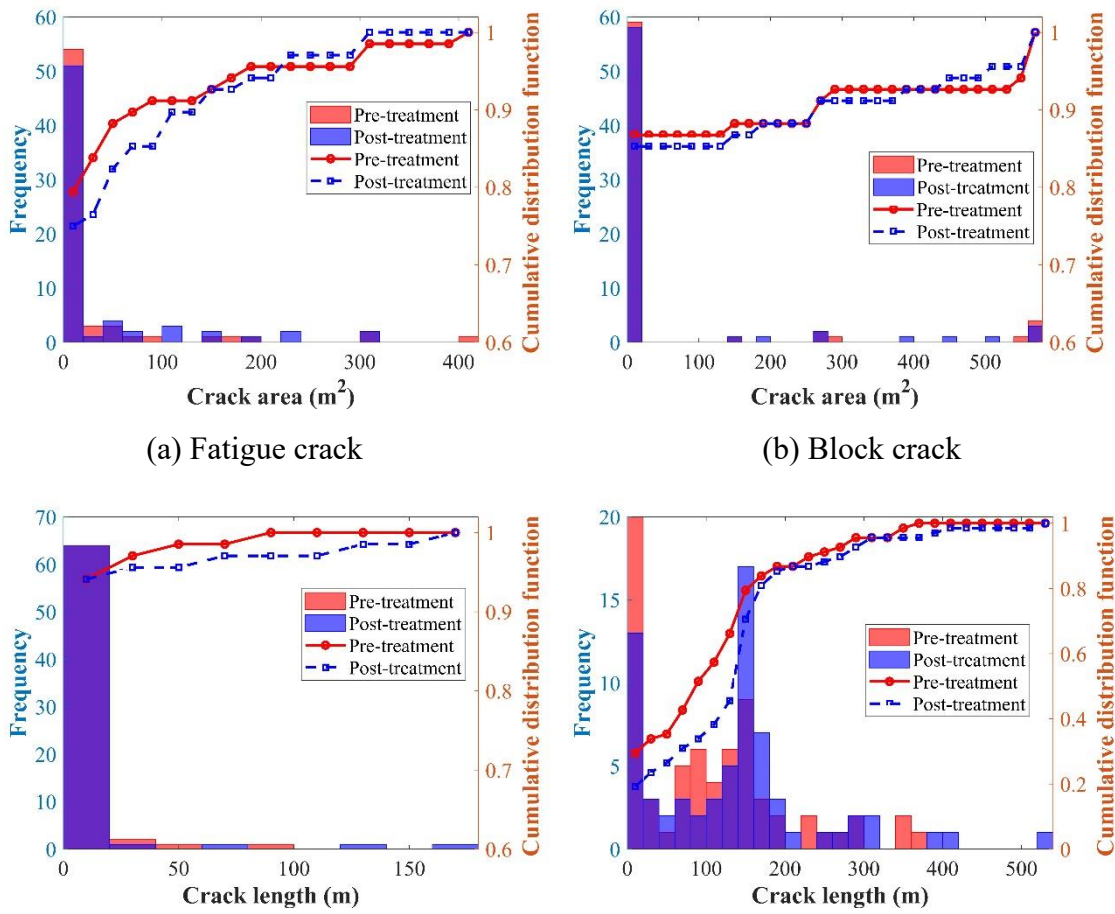 60
50
40
30
20
10
0
Frequency
1
0.9
0.8
0.7
0.6
Cumulative distribution function
Pre-treatment
Post-treatment
Pre-treatment
Post-treatment
0 100 200 300 400
Crack area (m²)
(a) Fatigue crack
60
50
40
30
20
10
0
Frequency
1
0.9
0.8
0.7
0.6
Cumulative distribution function
Pre-treatment
Post-treatment
Pre-treatment
Post-treatment
0 100 200 300 400 500
Crack area (m²)
(b) Block crack
70
60
50
40
30
20
10
0
Frequency
1
0.9
0.8
0.7
0.6
Cumulative distribution function
Pre-treatment
Post-treatment
Pre-treatment
Post-treatment
0 50 100 150
Crack length (m)
20
15
10
5
0
Frequency
1
0.8
0.6
0.4
0.2
0
Cumulative distribution function
Pre-treatment
Post-treatment
Pre-treatment
Post-treatment
0 100 200 300 400 500
Crack length (m)